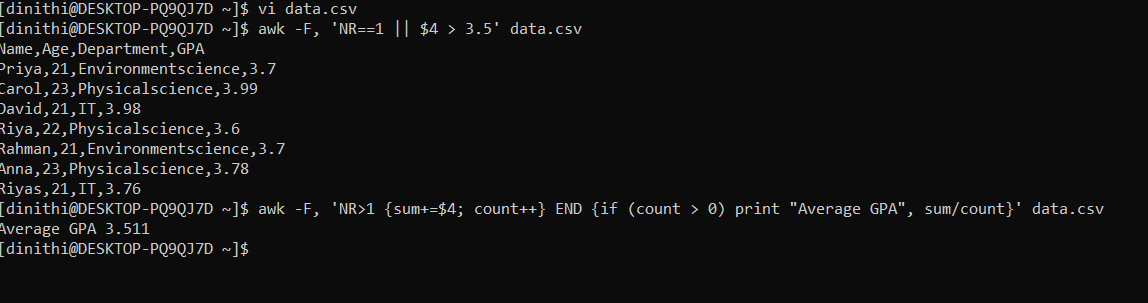 [dinithi@DESKTOP-PQ9QJ7D ~]$ vi data.csv
[dinithi@DESKTOP-PQ9QJ7D ~]$ awk -F, 'NR==1 || $4 > 3.5' data.csv
Name,Age,Department,GPA
Priya,21,Environmentscience,3.7
Carol,23,Physicalscience,3.99
David,21,IT,3.98
Riya,22,Physicalscience,3.6
Rahman,21,Environmentscience,3.7
Anna,23,Physicalscience,3.78
Riyas,21,IT,3.76
[dinithi@DESKTOP-PQ9QJ7D ~]$ awk -F, 'NR>1 {sum+=$4; count++} END {if (count > 0) print "Average GPA", sum/count}' data.csv
Average GPA 3.511
[dinithi@DESKTOP-PQ9QJ7D ~]$